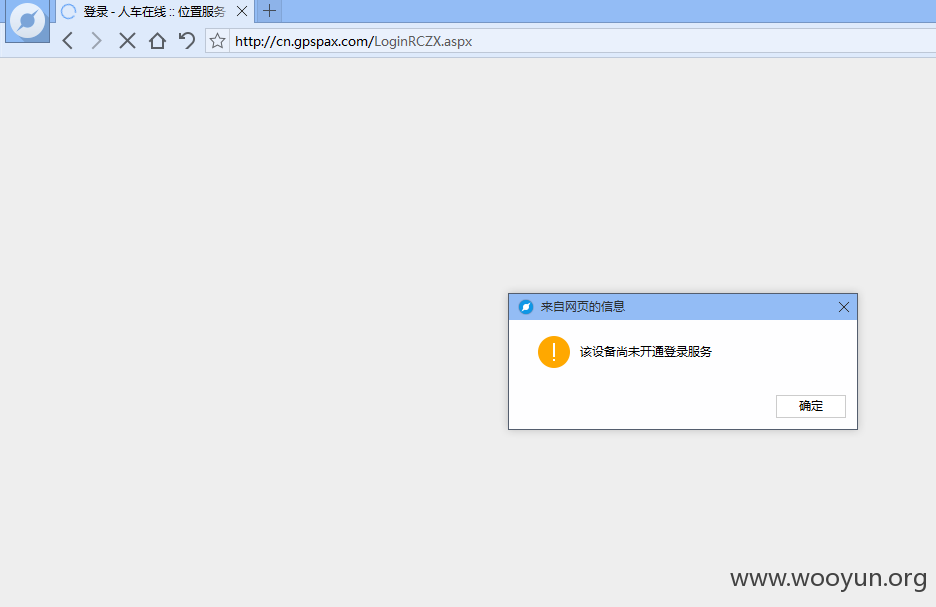 登录 - 人车在线 :: 位置服务
http://cn.gpspax.com/LoginRCZX.aspx
来自网页的信息
该设备尚未开通登录服务
确定
www.wooyun.org